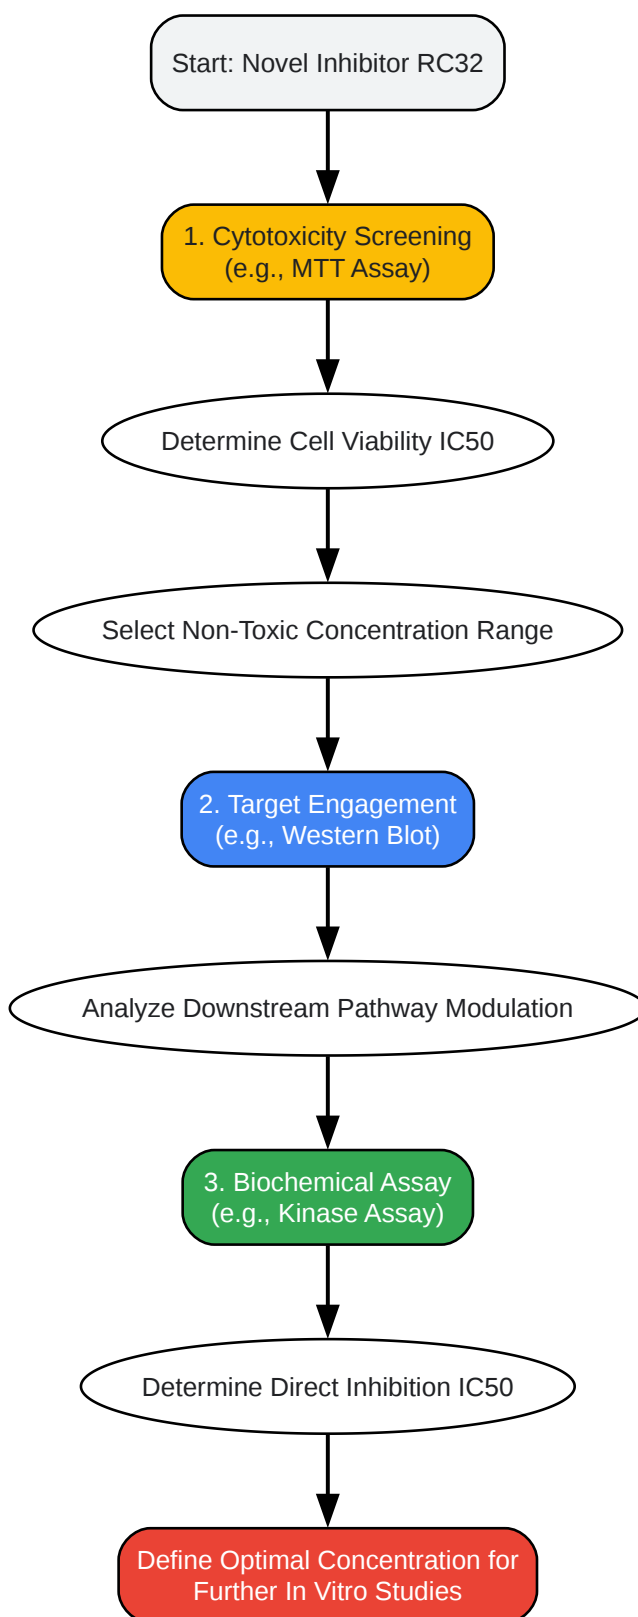 Start: Novel Inhibitor RC32
1. Cytotoxicity Screening
(e.g., MTT Assay)
Determine Cell Viability IC50
Select Non-Toxic Concentration Range
2. Target Engagement
(e.g., Western Blot)
Analyze Downstream Pathway Modulation
3. Biochemical Assay
(e.g., Kinase Assay)
Determine Direct Inhibition IC50
Define Optimal Concentration for
Further In Vitro Studies